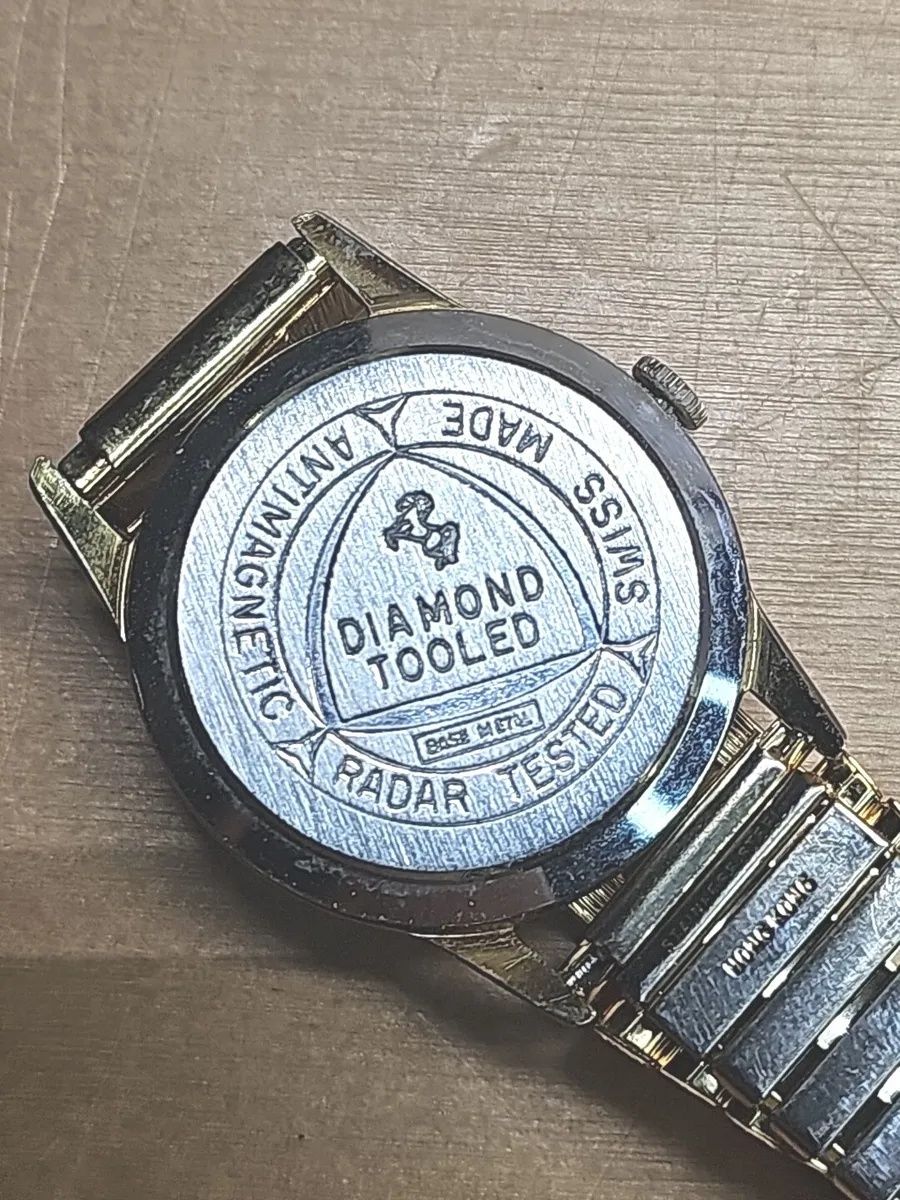 ANTIMAGNETIC
SWISS MADE
DIAMOND
TOOLED
BASE METAL
RADAR TESTED
HONG KONG